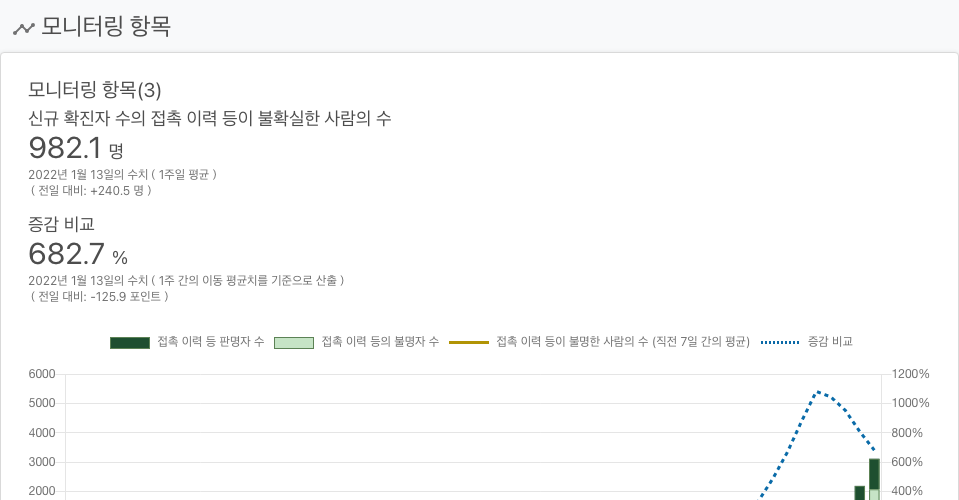 모니터링 항목
모니터링 항목(3)
신규 확진자 수의 접촉 이력 등이 불확실한 사람의 수
982.1 명
2022년 1월 13일의 수치 ( 1주일 평균 )
( 전일 대비: +240.5 명 )
증감 비교
682.7 %
2022년 1월 13일의 수치 ( 1주 간의 이동 평균치를 기준으로 산출 )
( 전일 대비: -125.9 포인트 )
접촉 이력 등 판명자 수 접촉 이력 등의 불명자 수 접촉 이력 등이 불명한 사람의 수 (직전 7일 간의 평균) 증감 비교
6000 1200%
5000 1000%
4000 800%
3000 600%
2000 400%